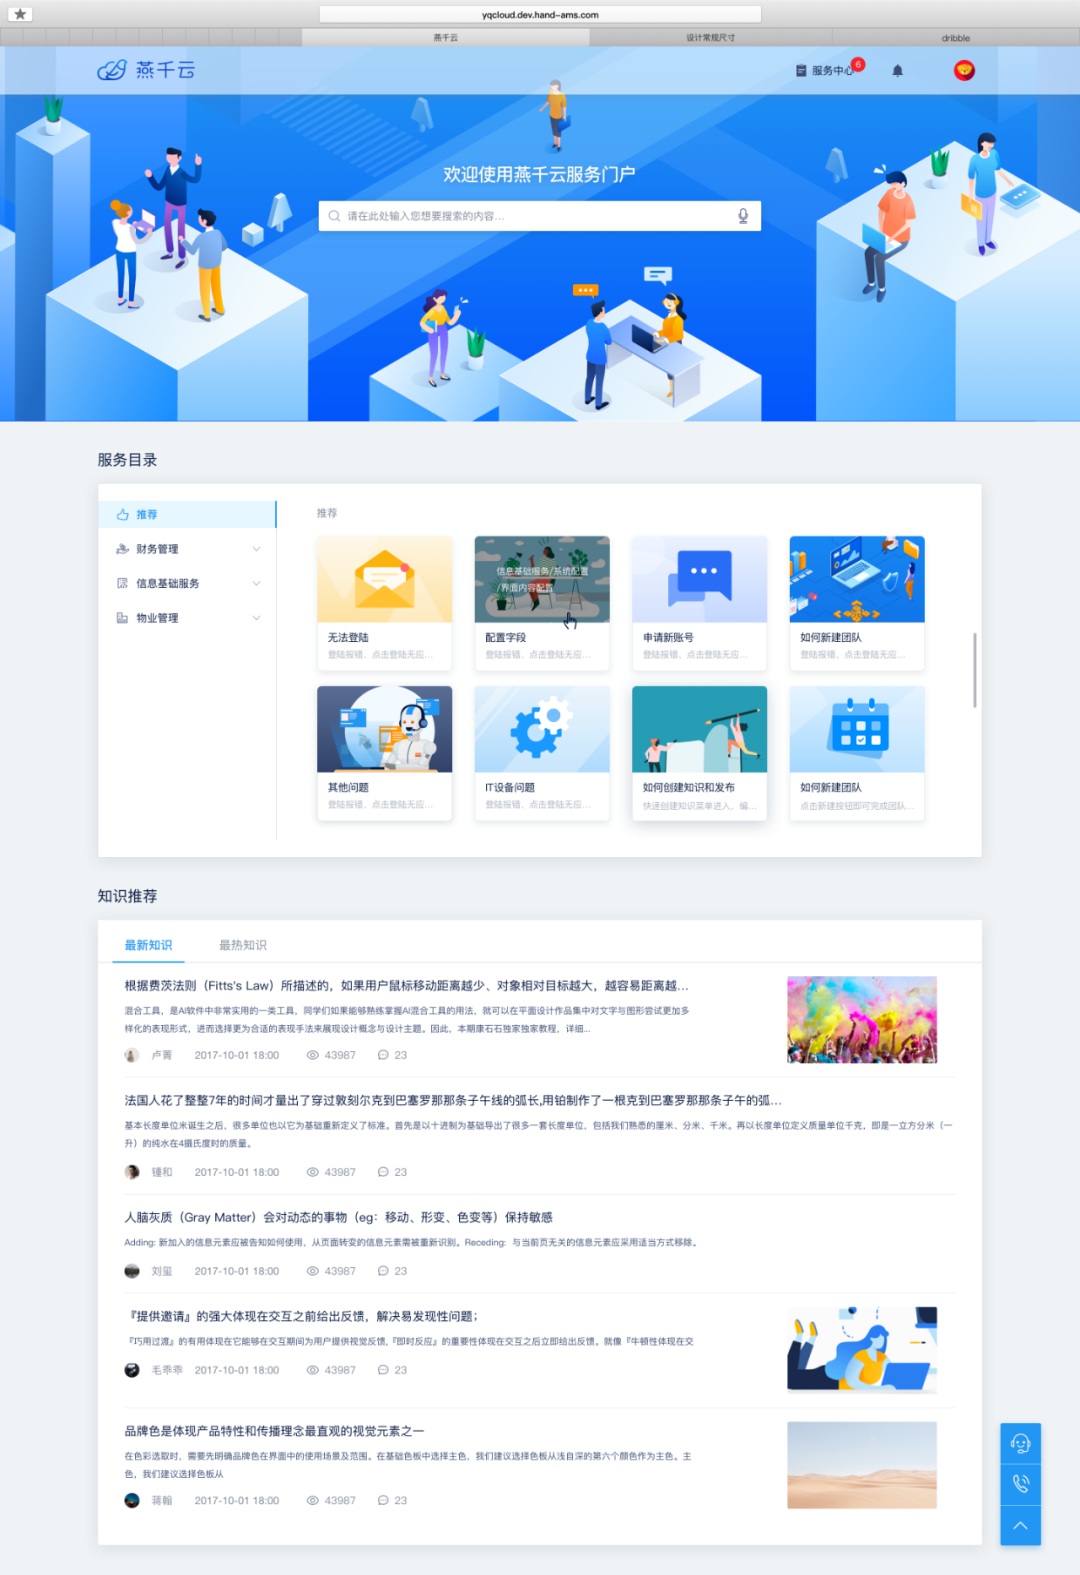 yqcloud.dev.hand-ams.com
燕千云
设计常规尺寸
dribble
燕千云
服务中心
6
欢迎使用燕千云服务门户
请在此处输入您想要搜索的内容...
服务目录
推荐
财务管理
信息基础服务
物业管理
推荐
信息基础服务/系统配置
/界面内容配置
无法登陆
登陆报错、点击登陆无应...
配置字段
登陆报错、点击登陆无应...
申请新账号
登陆报错、点击登陆无应...
如何新建团队
登陆报错、点击登陆无应...
其他问题
登陆报错、点击登陆无应...
IT设备问题
登陆报错、点击登陆无应...
如何创建知识和发布
快速创建知识菜单进入，编...
如何新建团队
点击新建按钮即可完成团队...
知识推荐
最新知识
最热知识
根据费茨法则（Fitts's Law）所描述的，如果用户鼠标移动距离越少、对象相对目标越大，越容易距离越...
混合工具，是AI软件中非常实用的一类工具，同学们如果能够熟练掌握AI混合工具的用法，就可以在平面设计作品集中对文字与图形尝试更加多
样化的表现形式，进而选择更为合适的表现手法来展现设计概念与设计主题。因此，本期康石石独家独家教程，详细...
卢菁 2017-10-01 18:00 43987 23
法国人花了整整7年的时间才量出了穿过敦刻尔克到巴塞罗那那条子午线的弧长,用铂制作了一根克到巴塞罗那那条子午的弧...
基本长度单位米诞生之后，很多单位也以它为基础重新定义了标准。首先是以十进制为基础导出了很多一套长度单位，包括我们熟悉的厘米、分米、千米。再以长度单位定义质量单位千克，即是一立方分米（一
升）的纯水在4摄氏度时的质量。
锺和 2017-10-01 18:00 43987 23
人脑灰质（Gray Matter）会对动态的事物（eg：移动、形变、色变等）保持敏感
Adding: 新加入的信息元素应被告知如何使用，从页面转变的信息元素需被重新识别。Receding: 与当前页无关的信息元素应采用适当方式移除。
刘玺 2017-10-01 18:00 43987 23
『提供邀请』的强大体现在交互之前给出反馈，解决易发现性问题；
『巧用过渡』的有用体现在它能够在交互期间为用户提供视觉反馈,『即时反应』的重要性体现在交互之后立即给出反馈。就像『牛顿性体现在交
毛乖乖 2017-10-01 18:00 43987 23
品牌色是体现产品特性和传播理念最直观的视觉元素之一
在色彩选取时，需要先明确品牌色在界面中的使用场景及范围。在基础色板中选择主色，我们建议选择色板从浅自深的第六个颜色作为主色。主
色，我们建议选择色板从
蒋翰 2017-10-01 18:00 43987 23